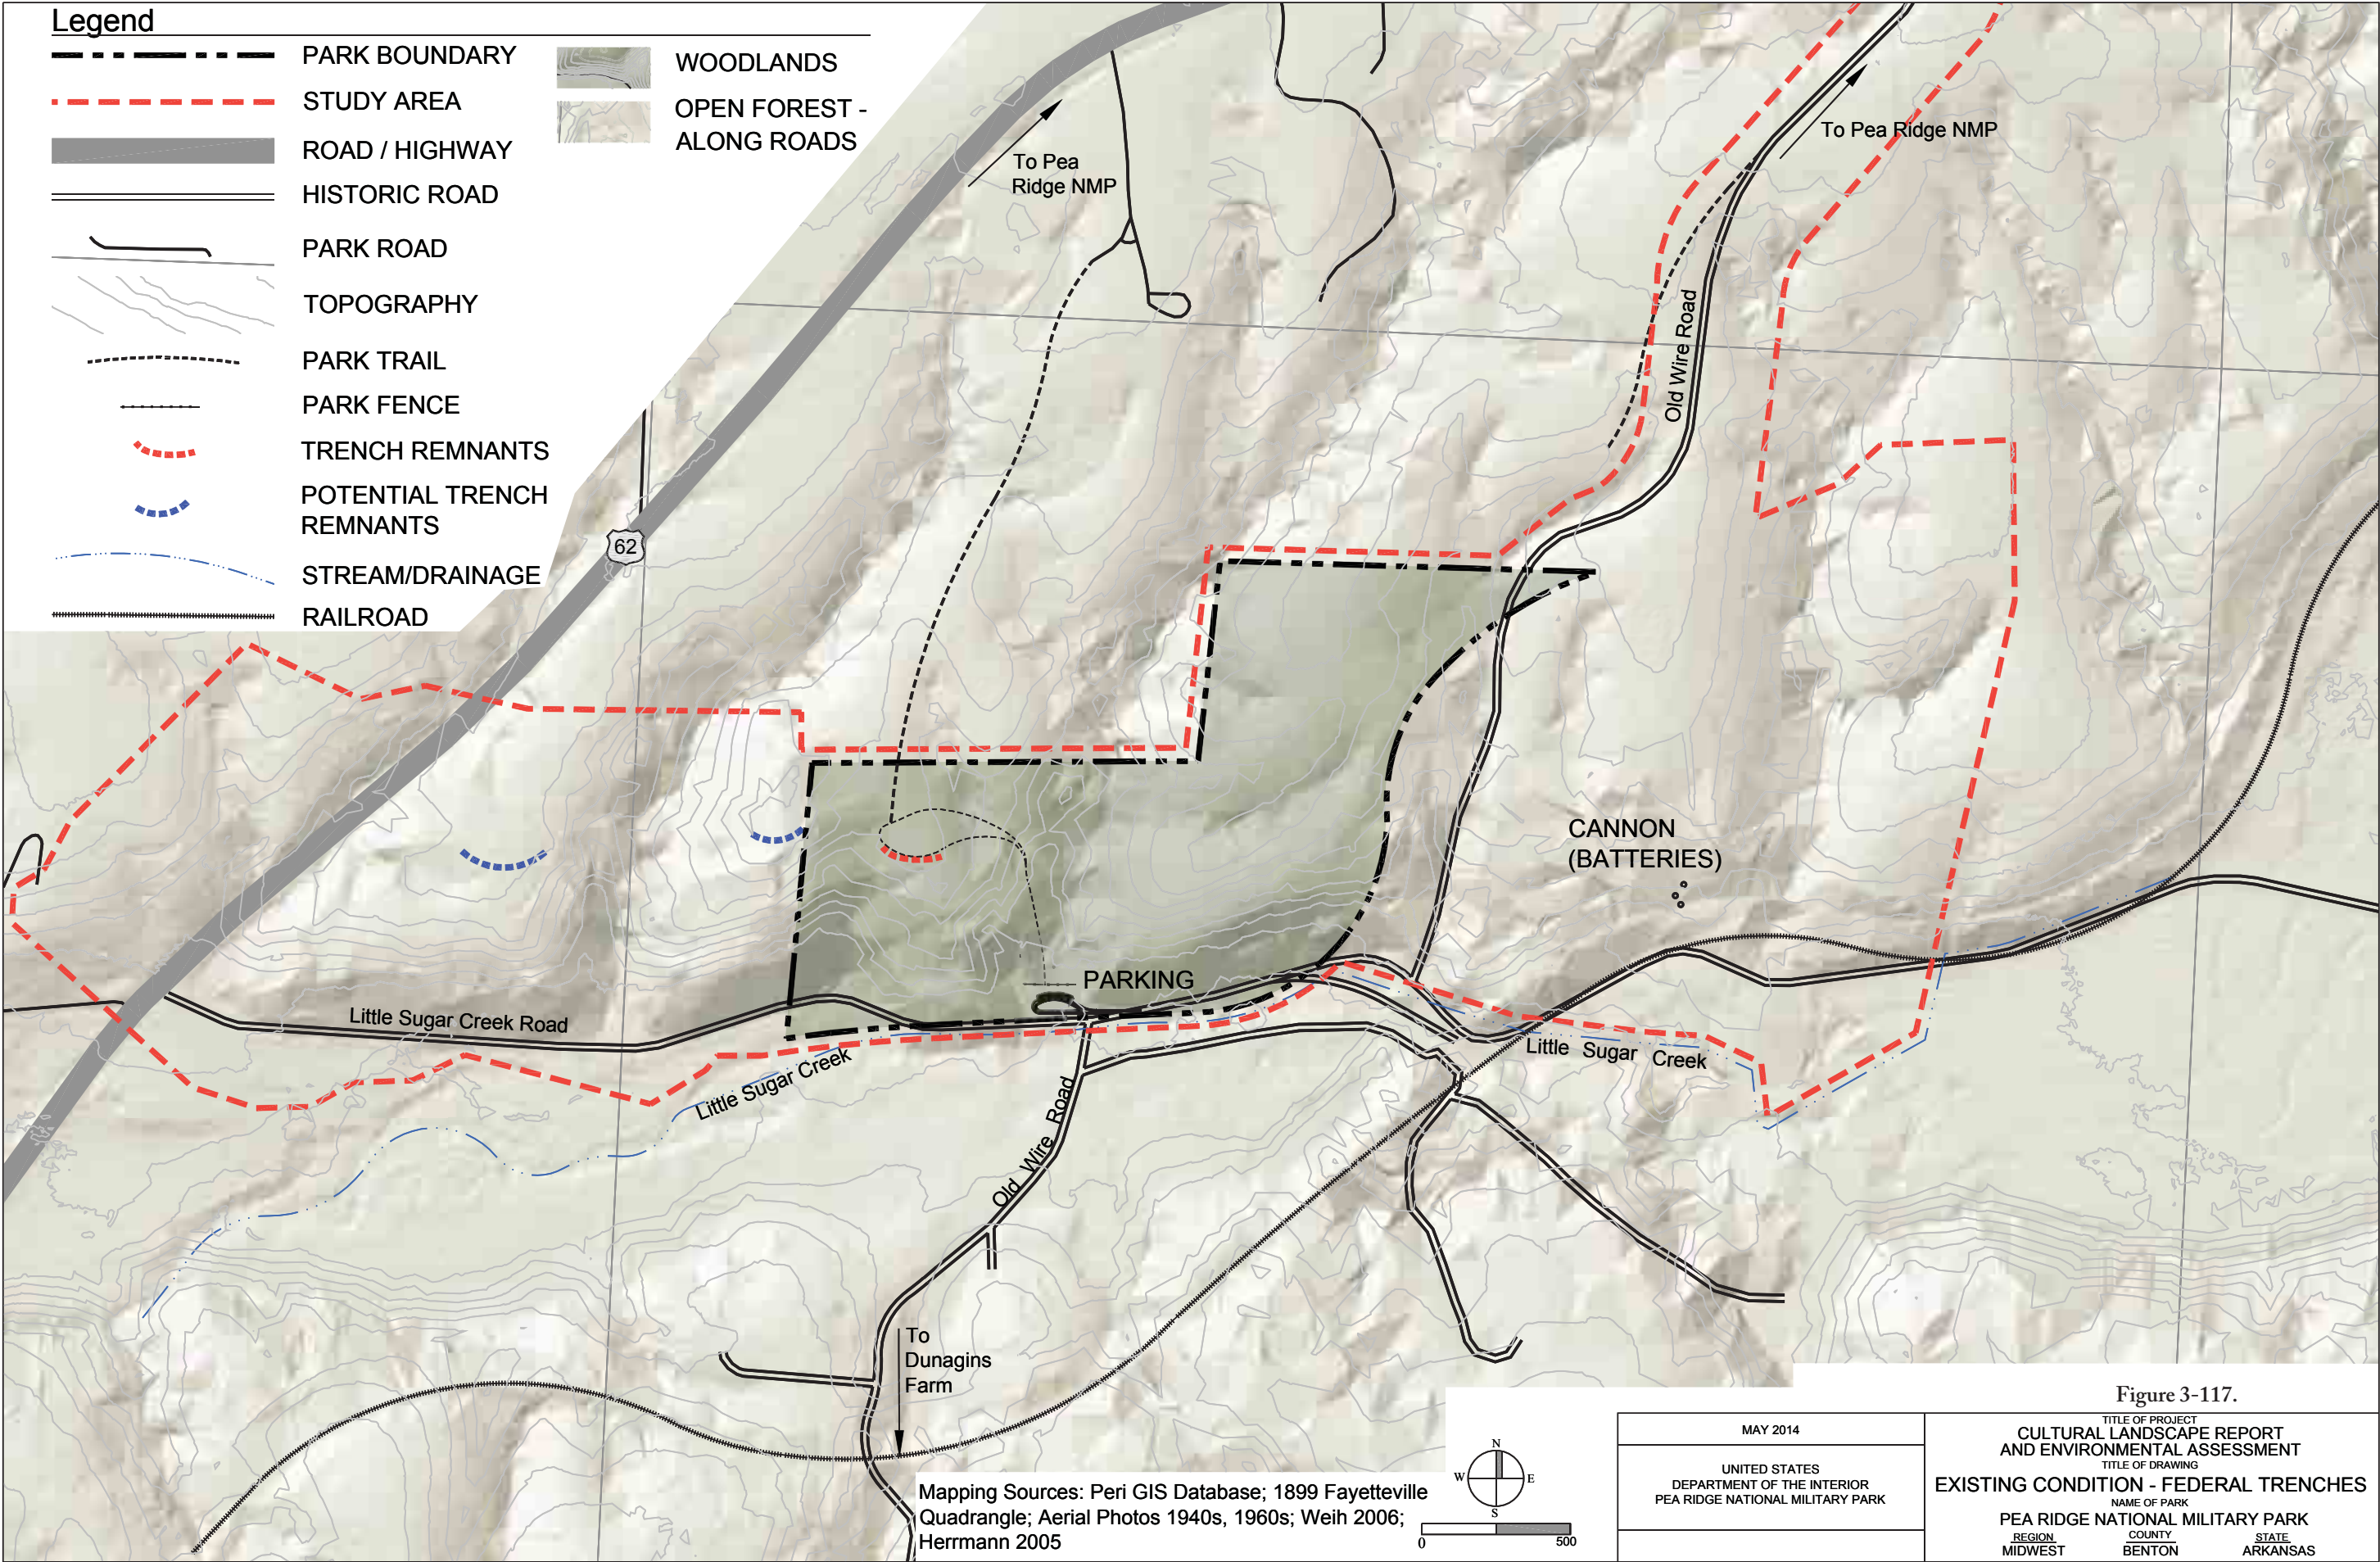 Legend
PARK BOUNDARY
STUDY AREA
ROAD / HIGHWAY
HISTORIC ROAD
PARK ROAD
TOPOGRAPHY
PARK TRAIL
PARK FENCE
TRENCH REMNANTS
POTENTIAL TRENCH
REMNANTS
STREAM/DRAINAGE
RAILROAD
WOODLANDS
OPEN FOREST -
ALONG ROADS
To Pea
Ridge NMP
To Pea Ridge NMP
Old Wire Road
62
CANNON
(BATTERIES)
PARKING
Little Sugar Creek Road
Little Sugar Creek
Little Sugar Creek
Old Wire Road
To
Dunagins
Farm
Mapping Sources: Peri GIS Database; 1899 Fayetteville
Quadrangle; Aerial Photos 1940s, 1960s; Weih 2006;
Herrmann 2005
N
W
E
S
0
500
MAY 2014
UNITED STATES
DEPARTMENT OF THE INTERIOR
PEA RIDGE NATIONAL MILITARY PARK
Figure 3-117.
TITLE OF PROJECT
CULTURAL LANDSCAPE REPORT
AND ENVIRONMENTAL ASSESSMENT
TITLE OF DRAWING
EXISTING CONDITION - FEDERAL TRENCHES
NAME OF PARK
PEA RIDGE NATIONAL MILITARY PARK
REGION COUNTY STATE
MIDWEST BENTON ARKANSAS